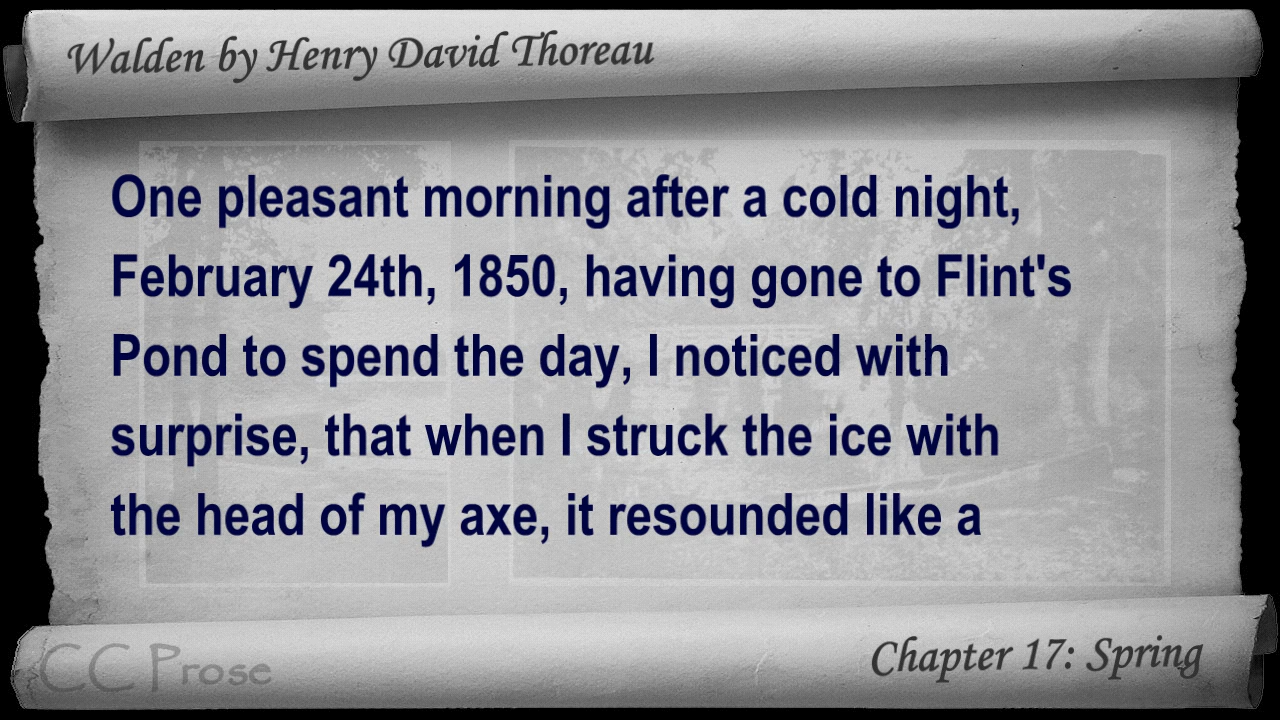 Walden by Henry David Thoreau
One pleasant morning after a cold night,
February 24th, 1850, having gone to Flint's
Pond to spend the day, I noticed with
surprise, that when I struck the ice with
the head of my axe, it resounded like a
CC Prose
Chapter 17: Spring